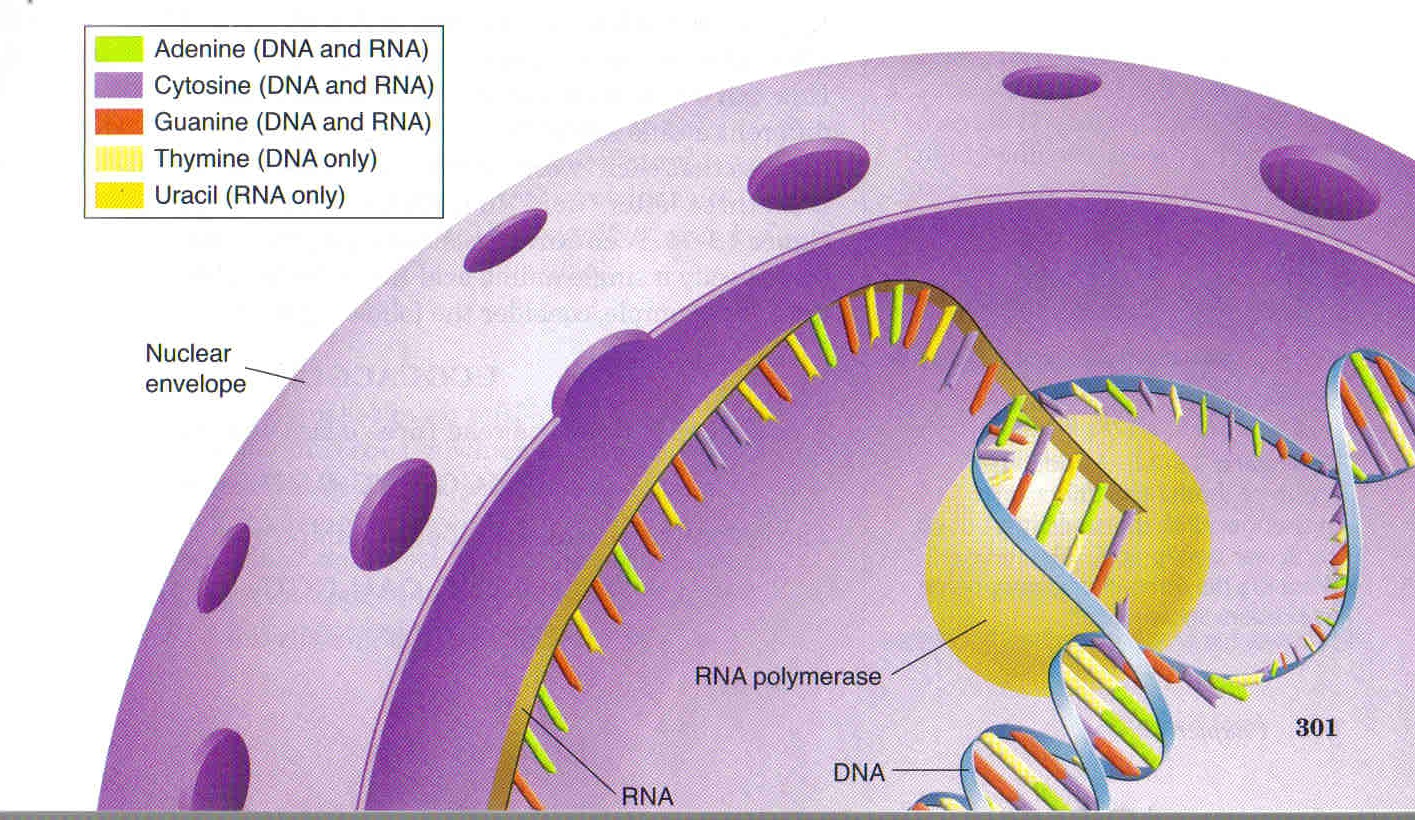 Adenine (DNA and RNA)
Cytosine (DNA and RNA)
Guanine (DNA and RNA)
Thymine (DNA only)
Uracil (RNA only)
Nuclear
envelope
RNA polymerase
DNA
RNA
301